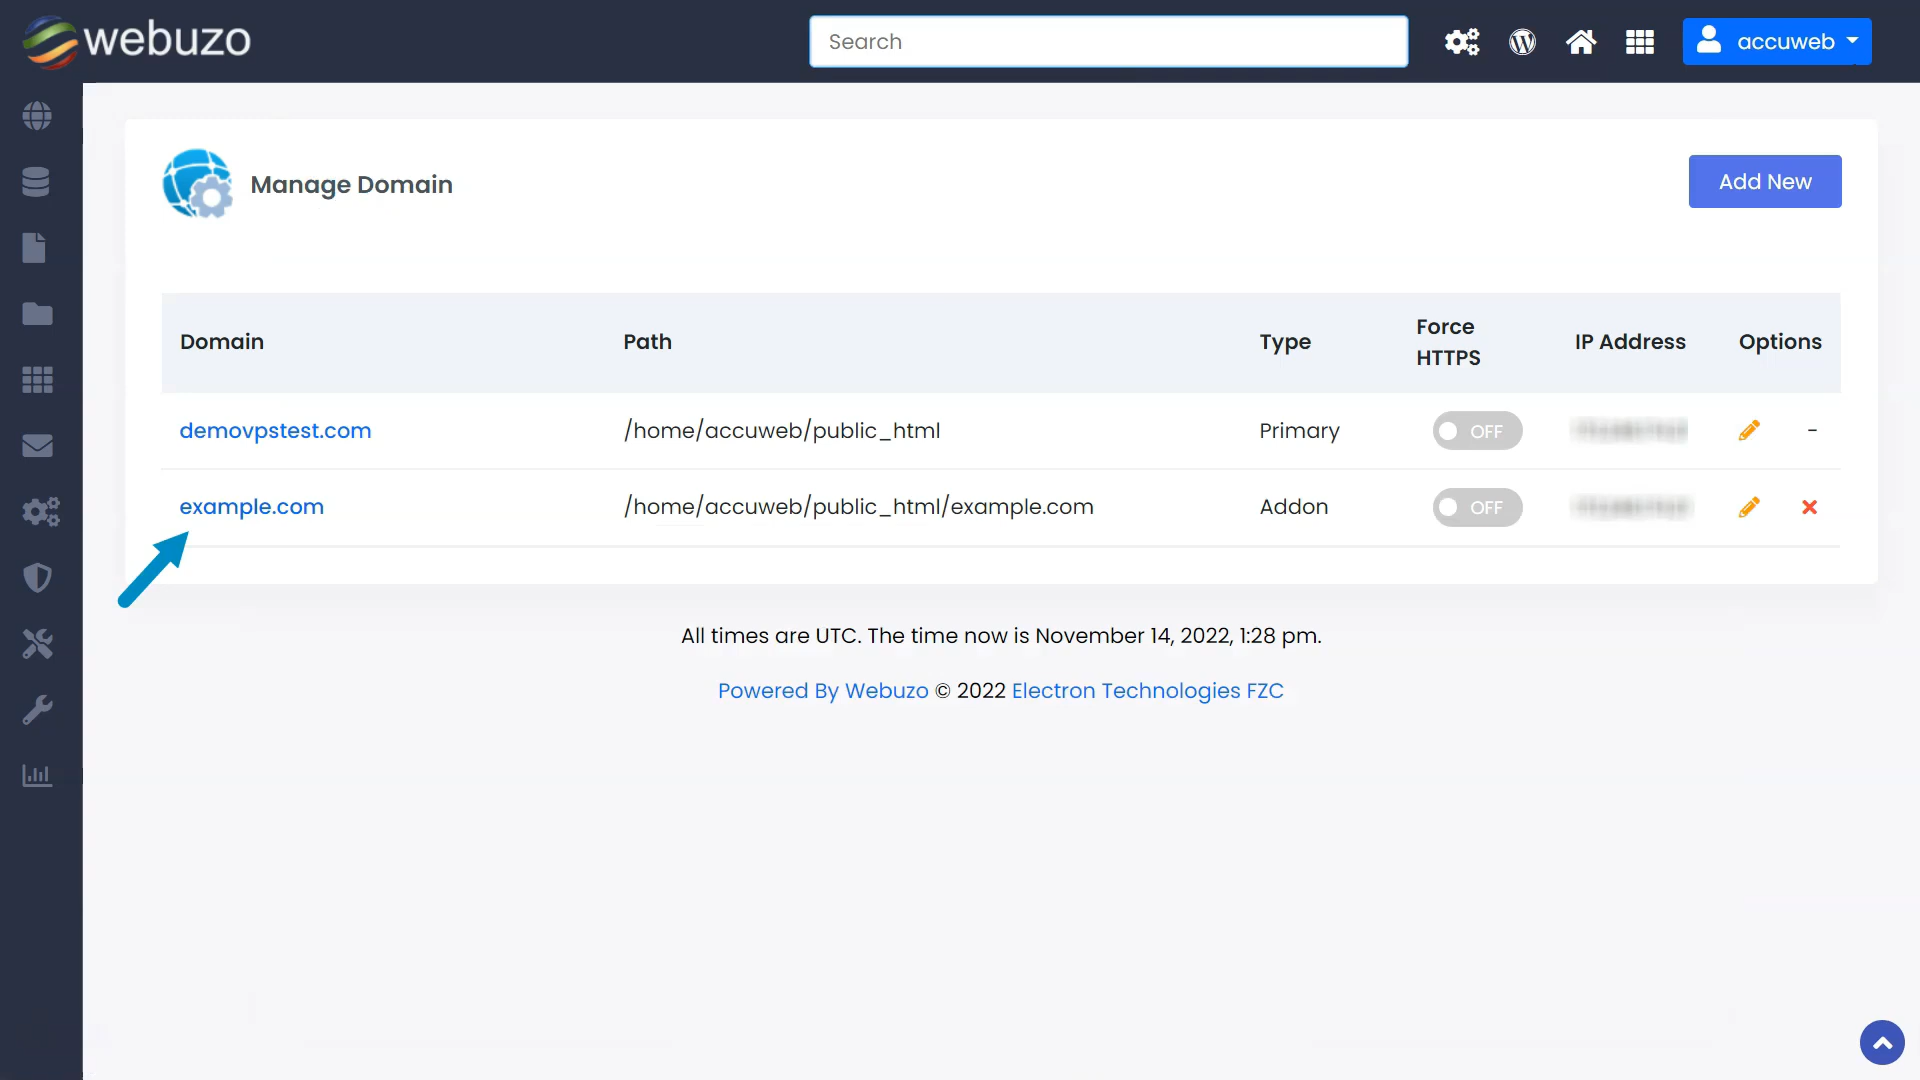 webuzo
Search
accuweb
Manage Domain
Add New
Domain Path Type Force HTTPS IP Address Options
demovpstest.com /home/accuweb/public_html Primary OFF -
example.com /home/accuweb/public_html/example.com Addon OFF
All times are UTC. The time now is November 14, 2022, 1:28 pm.
Powered By Webuzo © 2022 Electron Technologies FZC